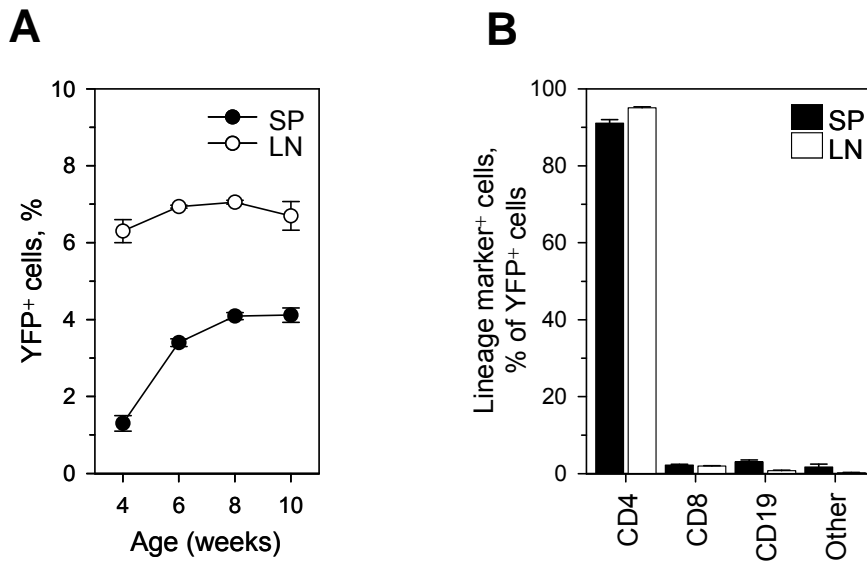 A
B
10
8
6
4
2
0
SP
LN
YFP⁺ cells, %
4 6 8 10
Age (weeks)
100
80
60
40
20
0
SP
LN
Lineage marker⁺ cells,
% of YFP⁺ cells
CD4
CD8
CD19
Other